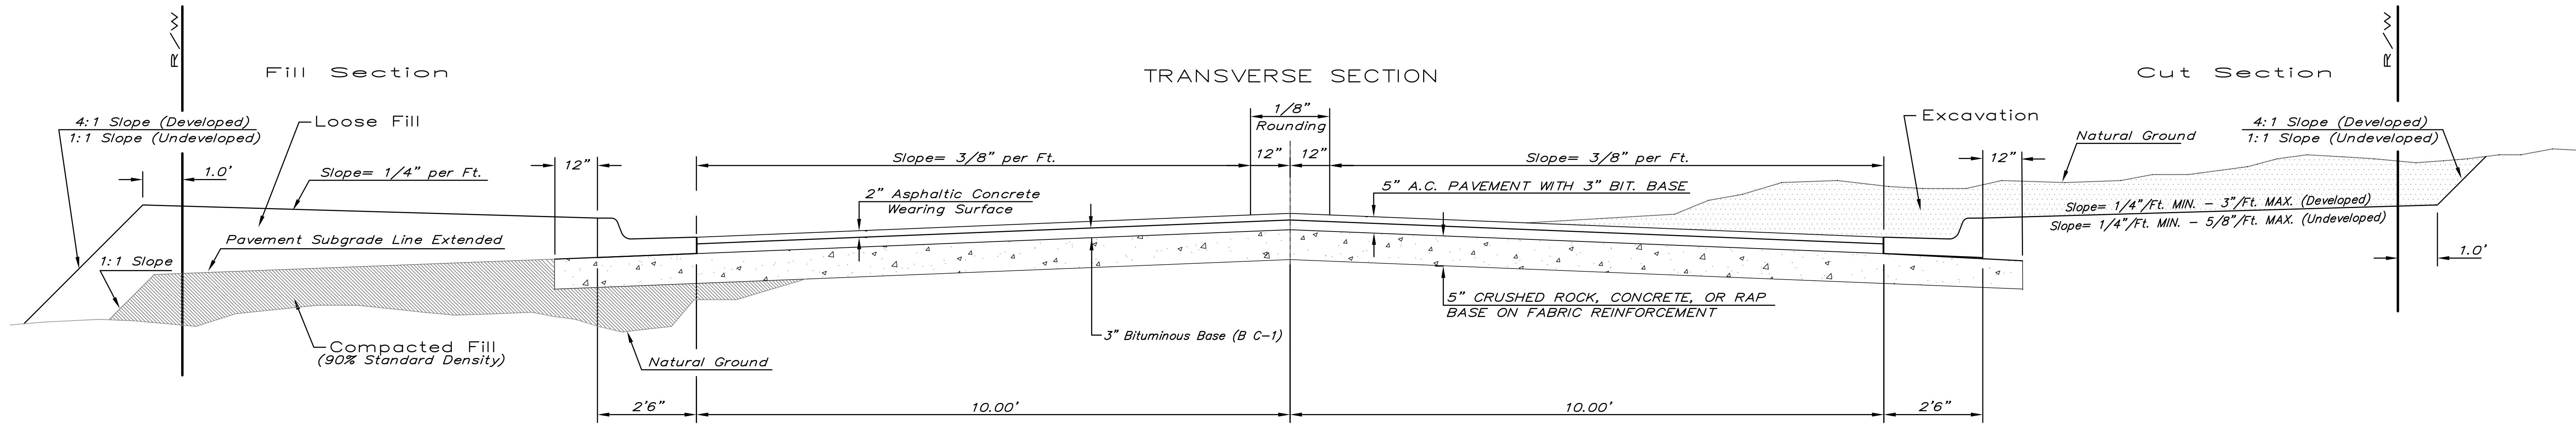 R/W
Fill Section
TRANSVERSE SECTION
Cut Section
R/W
4:1 Slope (Developed)
1:1 Slope (Undeveloped)
Loose Fill
1/8"
Rounding
Excavation
Natural Ground
4:1 Slope (Developed)
1:1 Slope (Undeveloped)
1.0'
Slope= 1/4" per Ft.
12"
Slope= 3/8" per Ft.
12"
12"
Slope= 3/8" per Ft.
12"
2" Asphaltic Concrete
Wearing Surface
5" A.C. PAVEMENT WITH 3" BIT. BASE
Slope= 1/4"/Ft. MIN. - 3"/Ft. MAX. (Developed)
Slope= 1/4"/Ft. MIN. - 5/8"/Ft. MAX. (Undeveloped)
Pavement Subgrade Line Extended
1:1 Slope
1.0'
5" CRUSHED ROCK, CONCRETE, OR RAP
BASE ON FABRIC REINFORCEMENT
3" Bituminous Base (B C-1)
Compacted Fill
(90% Standard Density)
Natural Ground
2'6"
10.00'
10.00'
2'6"